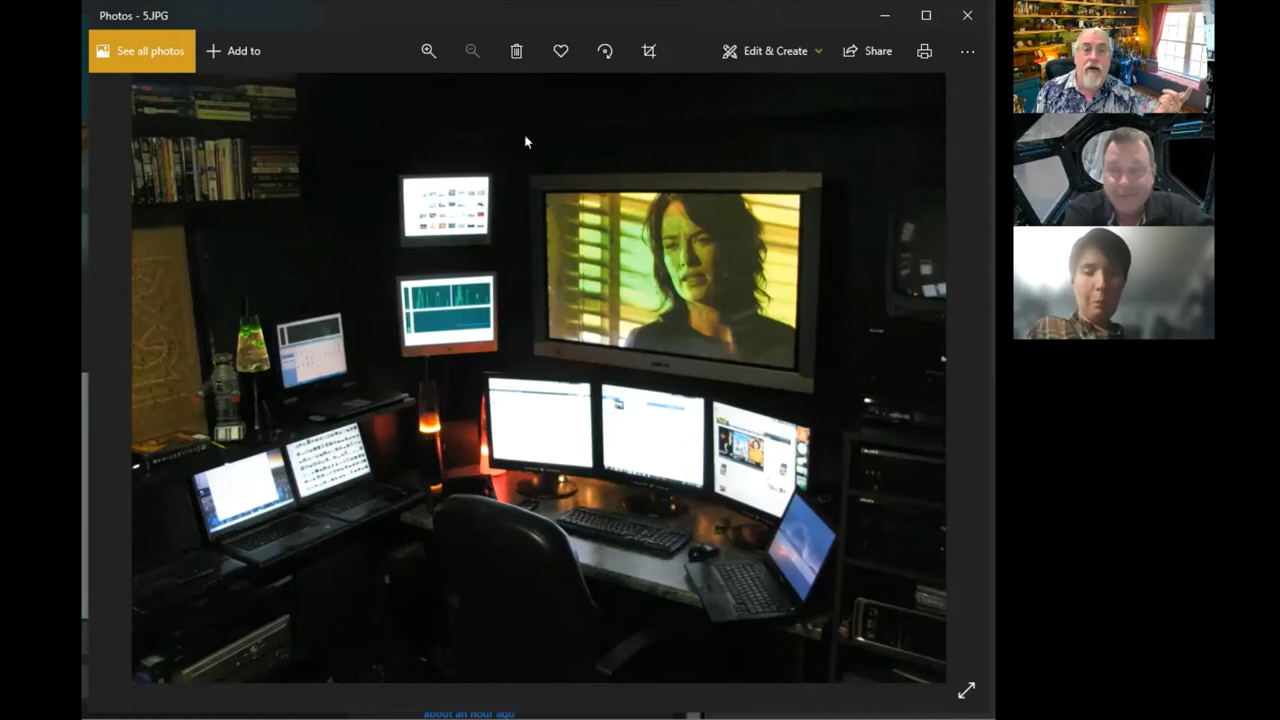 Photos - 5.JPG
See all photos
Add to
Edit & Create
Share
about an hour ago